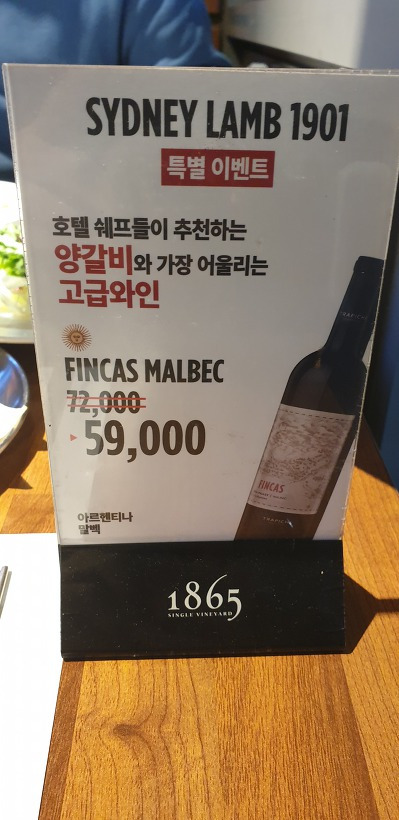 SYDNEY LAMB 1901
특별 이벤트
호텔 쉐프들이 추천하는
양갈비와 가장 어울리는
고급와인
FINCAS MALBEC
72,000
▶ 59,000
아르헨티나
말벡
FINCAS
TRAPICHE
1865
SINGLE VINEYARD